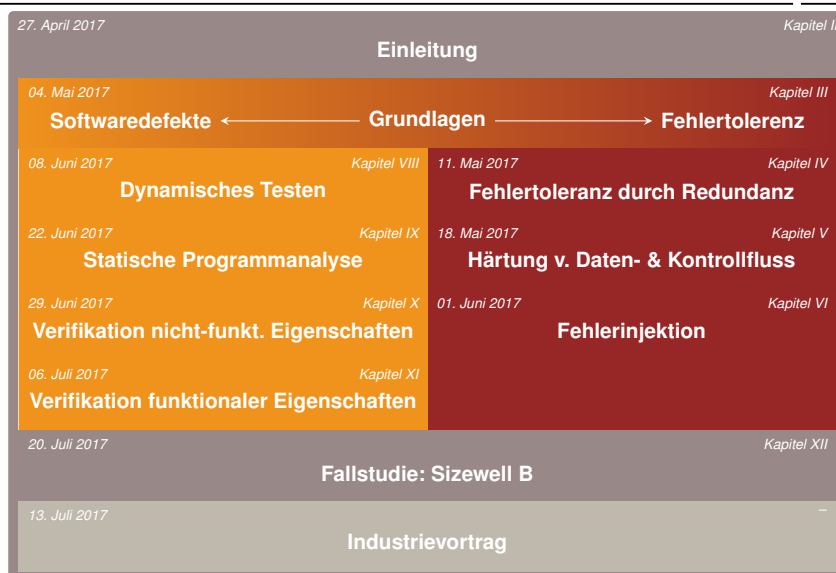 27. April 2017 Kapitel II
Einleitung
04. Mai 2017 Kapitel III
Softwaredefekte ← Grundlagen → Fehlertolerenz
08. Juni 2017 Kapitel VIII
Dynamisches Testen
22. Juni 2017 Kapitel IX
Statische Programmanalyse
29. Juni 2017 Kapitel X
Verifikation nicht-funkt. Eigenschaften
06. Juli 2017 Kapitel XI
Verifikation funktionaler Eigenschaften
11. Mai 2017 Kapitel IV
Fehlertoleranz durch Redundanz
18. Mai 2017 Kapitel V
Härtung v. Daten- & Kontrollfluss
01. Juni 2017 Kapitel VI
Fehlerinjektion
20. Juli 2017 Kapitel XII
Fallstudie: Sizewell B
13. Juli 2017 –
Industrievortrag